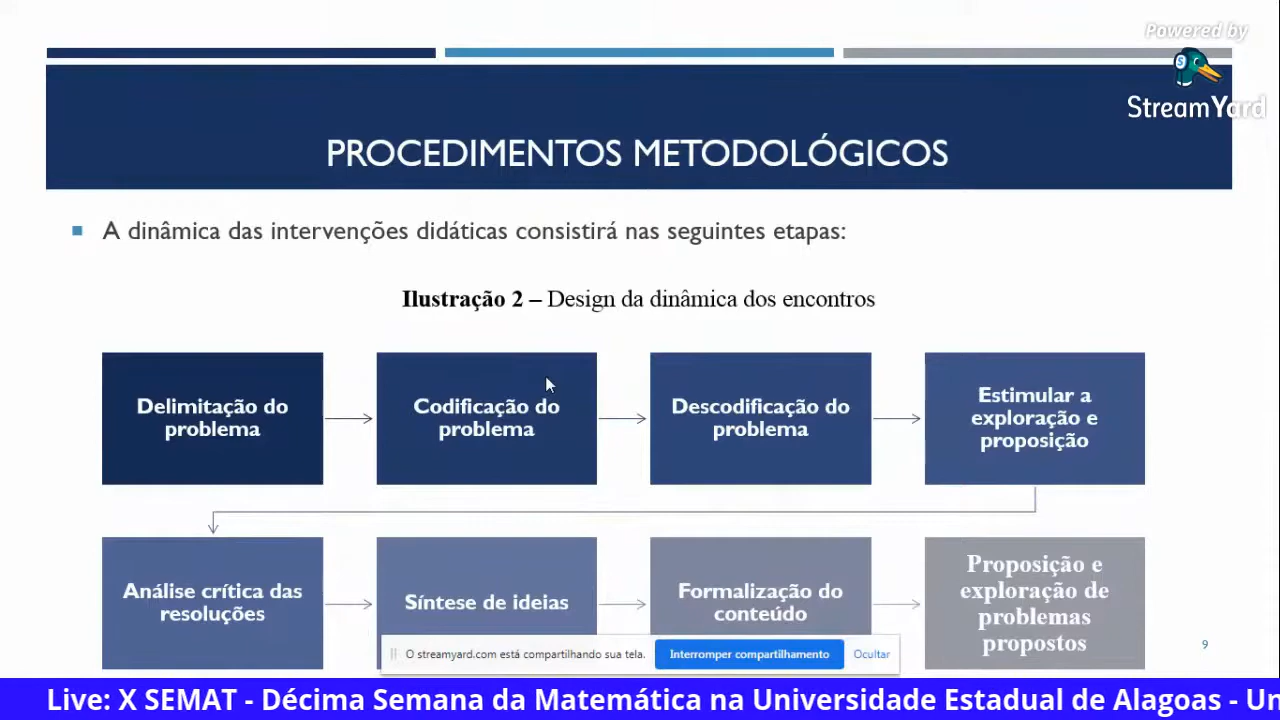 Powered by
StreamYard
PROCEDIMENTOS METODOLÓGICOS
A dinâmica das intervenções didáticas consistirá nas seguintes etapas:
Ilustração 2 – Design da dinâmica dos encontros
Delimitação do
problema
Codificação do
problema
Descodificação do
problema
Estimular a
exploração e
proposição
Análise crítica das
resoluções
Síntese de ideias
Formalização do
conteúdo
Proposição e
exploração de
problemas
propostos
9
O streamyard.com está compartilhando sua tela.
Interromper compartilhamento
Ocultar
Live: X SEMAT - Décima Semana da Matemática na Universidade Estadual de Alagoas -